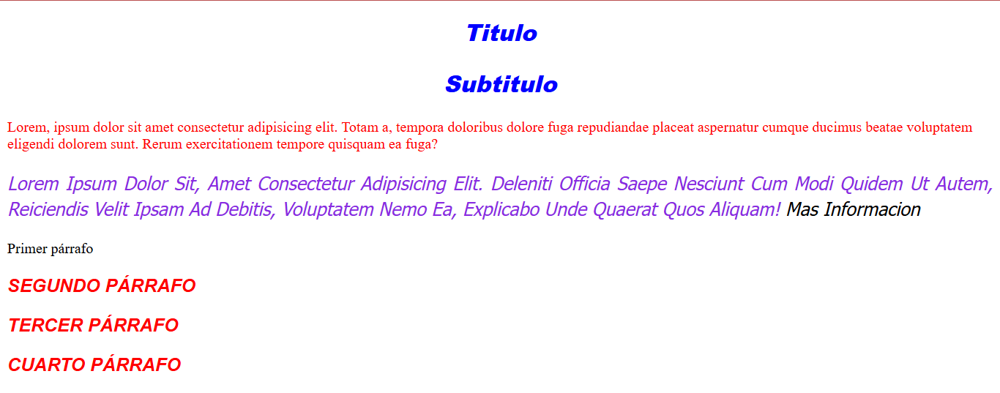 Titulo
Subtitulo
Lorem, ipsum dolor sit amet consectetur adipisicing elit. Totam a, tempora doloribus dolore fuga repudiandae placeat aspernatur cumque ducimus beatae voluptatem
eligendi dolorem sunt. Rerum exercitationem tempore quisquam ea fuga?
Lorem Ipsum Dolor Sit, Amet Consectetur Adipisicing Elit. Deleniti Officia Saepe Nesciunt Cum Modi Quidem Ut Autem,
Reiciendis Velit Ipsam Ad Debitis, Voluptatem Nemo Ea, Explicabo Unde Quaerat Quos Aliquam! Mas Informacion
Primer párrafo
SEGUNDO PÁRRAFO
TERCER PÁRRAFO
CUARTO PÁRRAFO